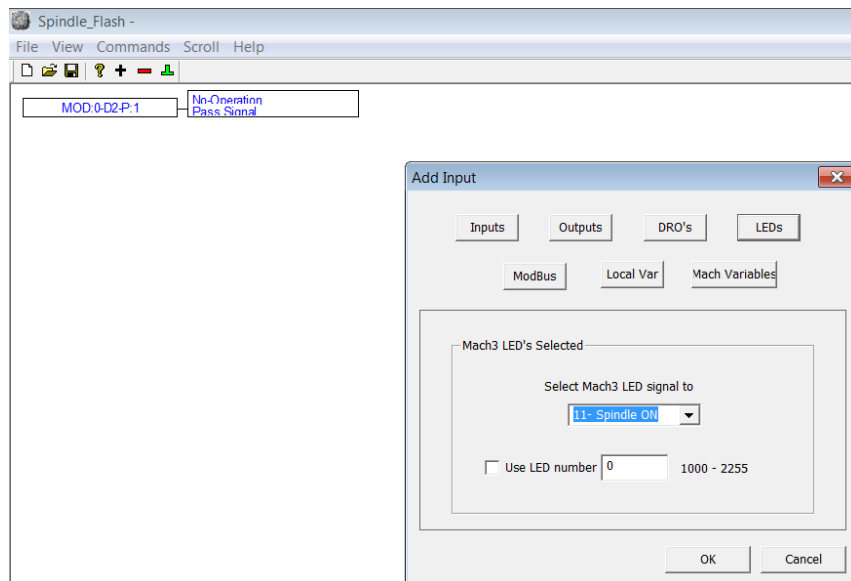 Spindle_Flash -
File View Commands Scroll Help
MOD:0-D2-P:1
No-Operation
Pass Signal
Add Input
Inputs Outputs DRO's LEDs
ModBus Local Var Mach Variables
Mach3 LED's Selected
Select Mach3 LED signal to
11- Spindle ON
Use LED number 0 1000 - 2255
OK Cancel